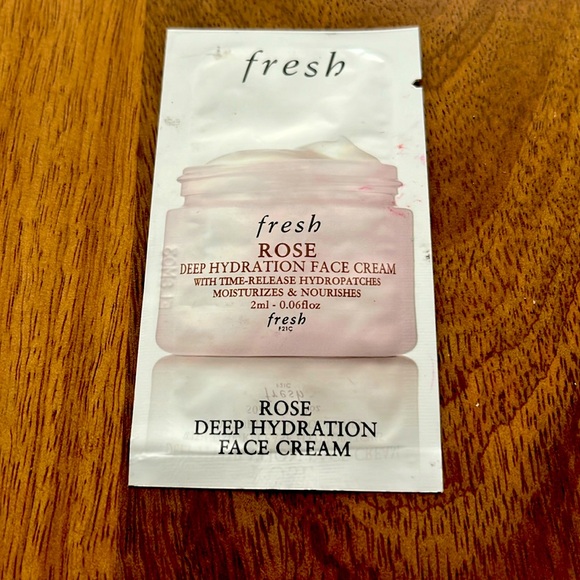 fresh
fresh
ROSE
DEEP HYDRATION FACE CREAM
WITH TIME-RELEASE HYDROPATCHES
MOISTURIZES & NOURISHES
2ml - 0.06floz
fresh
F21C
ROSE
DEEP HYDRATION
FACE CREAM